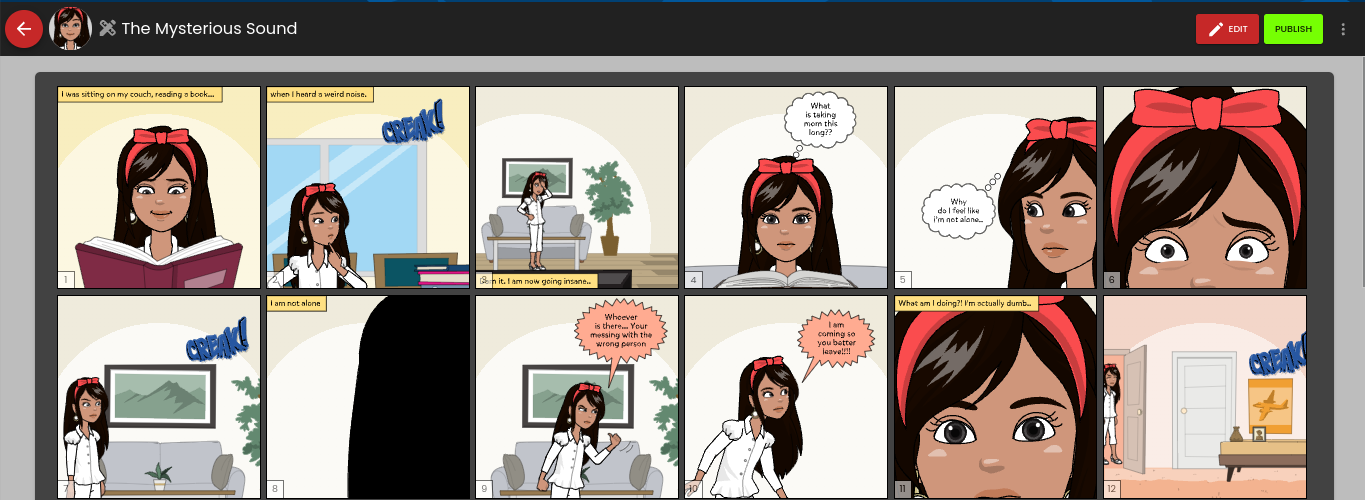 The Mysterious Sound
EDIT
PUBLISH
I was sitting on my couch, reading a book...
when I heard a weird noise.
CREAK!
What
is taking
mom this
long??
Why
do I feel like
i'm not alone..
1
2
it. I am now going insane..
3
4
5
6
CREAK!
I am not alone
Whoever
is there... Your
messing with the
wrong person
I am
coming so
you better
leave!!!!
What am I doing?! I'm actually dumb..
CREAK!
7
8
9
10
11
12